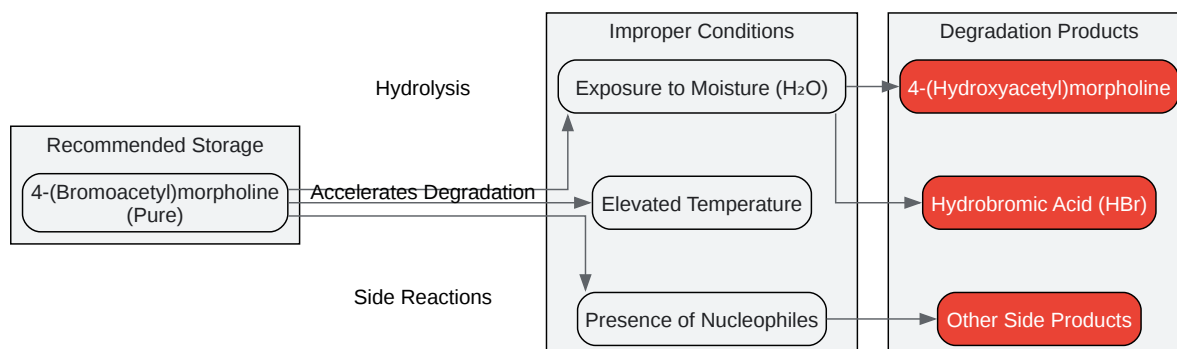 Improper Conditions
Degradation Products
Hydrolysis
Exposure to Moisture (H₂O)
4-(Hydroxyacetyl)morpholine
Recommended Storage
4-(Bromoacetyl)morpholine
(Pure)
Accelerates Degradation
Elevated Temperature
Hydrobromic Acid (HBr)
Side Reactions
Presence of Nucleophiles
Other Side Products